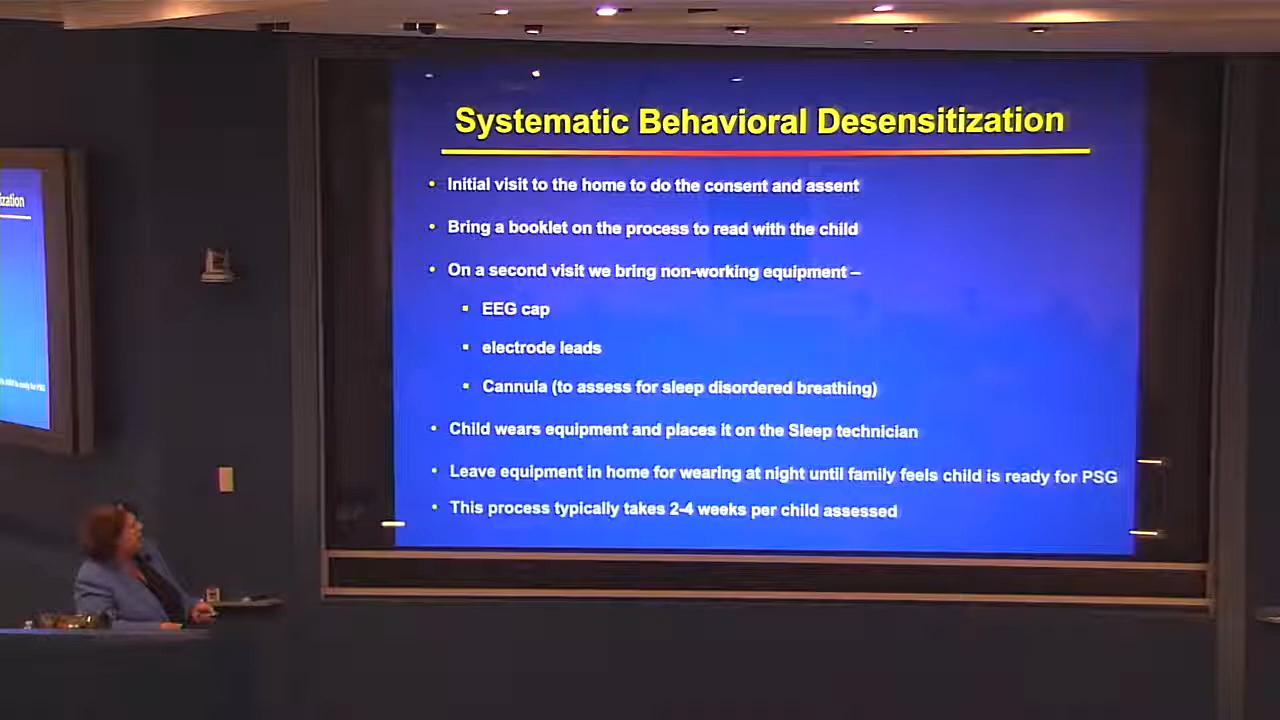 Systematic Behavioral Desensitization
• Initial visit to the home to do the consent and assent
• Bring a booklet on the process to read with the child
• On a second visit we bring non-working equipment –
▪ EEG cap
▪ electrode leads
▪ Cannula (to assess for sleep disordered breathing)
• Child wears equipment and places it on the Sleep technician
• Leave equipment in home for wearing at night until family feels child is ready for PSG
• This process typically takes 2-4 weeks per child assessed
ization